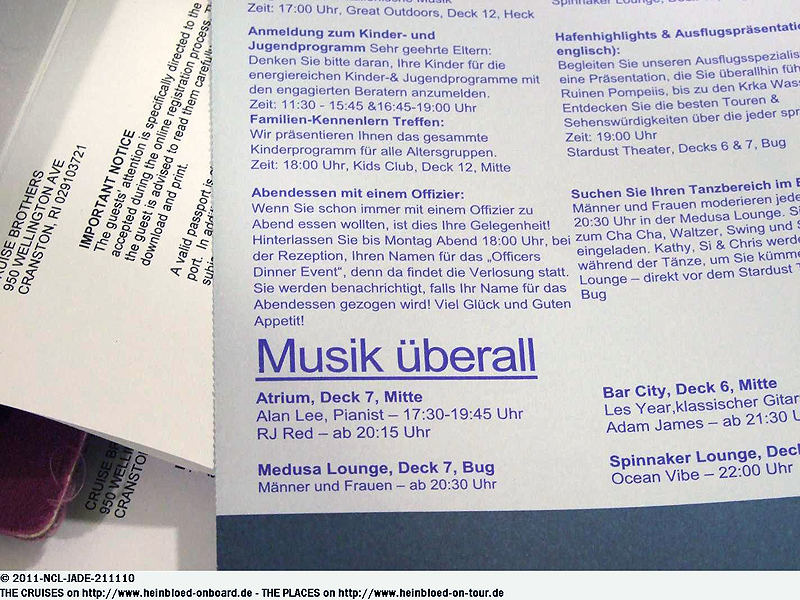 Zeit: 17:00 Uhr, Great Outdoors, Deck 12, Heck
Anmeldung zum Kinder- und
Jugendprogramm Sehr geehrte Eltern:
Denken Sie bitte daran, Ihre Kinder für die
energiereichen Kinder-& Jugendprogramme mit
den engagierten Beratern anzumelden.
Zeit: 11:30 - 15:45 &16:45-19:00 Uhr
Familien-Kennenlern Treffen:
Wir präsentieren Ihnen das gesammte
Kinderprogramm für alle Altersgruppen.
Zeit: 18:00 Uhr, Kids Club, Deck 12, Mitte
Abendessen mit einem Offizier:
Wenn Sie schon immer mit einem Offizier zu
Abend essen wollten, ist dies Ihre Gelegenheit!
Hinterlassen Sie bis Montag Abend 18:00 Uhr, bei
der Rezeption, Ihren Namen für das „Officers
Dinner Event“, denn da findet die Verlosung statt.
Sie werden benachrichtigt, falls Ihr Name für das
Abendessen gezogen wird! Viel Glück und Guten
Appetit!
Hafenhighlights & Ausflugspräsentatio
englisch):
Begleiten Sie unseren Ausflugsspezialis
eine Präsentation, die Sie überallhin füh
Ruinen Pompeiis, bis zu den Krka Wass
Entdecken Sie die besten Touren &
Sehenswürdigkeiten über die jeder spr
Zeit: 19:00 Uhr
Stardust Theater, Decks 6 & 7, Bug
Suchen Sie Ihren Tanzbereich im B
Männer und Frauen moderieren jede
20:30 Uhr in der Medusa Lounge. Si
zum Cha Cha, Waltzer, Swing und S
eingeladen. Kathy, Si & Chris werde
während der Tänze, um Sie kümme
Lounge – direkt vor dem Stardust T
Bug
Musik überall
Atrium, Deck 7, Mitte
Alan Lee, Pianist – 17:30-19:45 Uhr
RJ Red – ab 20:15 Uhr
Medusa Lounge, Deck 7, Bug
Männer und Frauen – ab 20:30 Uhr
Bar City, Deck 6, Mitte
Les Year,klassischer Gitar
Adam James – ab 21:30 U
Spinnaker Lounge, Deck
Ocean Vibe – 22:00 Uhr
CRUISE BROTHERS
950 WELLINGTON AVE
CRANSTON, RI 029103721
IMPORTANT NOTICE
The guests' attention is specifically directed to the
accepted during the online registration process. T
the guest is advised to read them carefully
download and print.
A valid passport is
port. In add
CRUISE BR
950 WELLI
CRANSTO
© 2011-NCL-JADE-211110
THE CRUISES on http://www.heinbloed-onboard.de - THE PLACES on http://www.heinbloed-on-tour.de